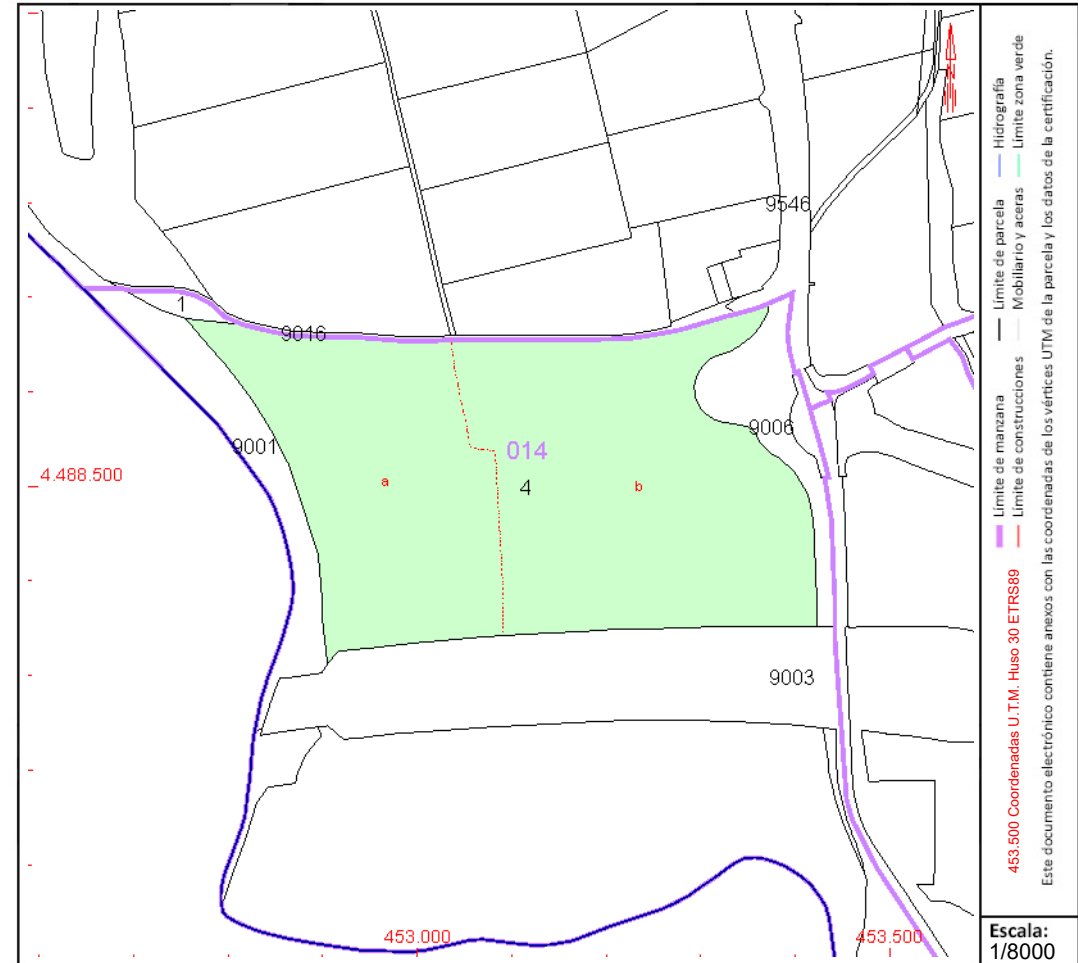 9546
1
9016
9001
9006
014
4.488.500
a
4
b
9003
453.000
453.500
453.500 Coordenadas U.T.M. Huso 30 ETRS89
Límite de manzana
Límite de parcela
Hidrografía
Límite de construcciones
Mobiliario y aceras
Límite zona verde
Este documento electrónico contiene anexos con las coordenadas de los vértices UTM de la parcela y los datos de la certificación.
Escala:
1/8000